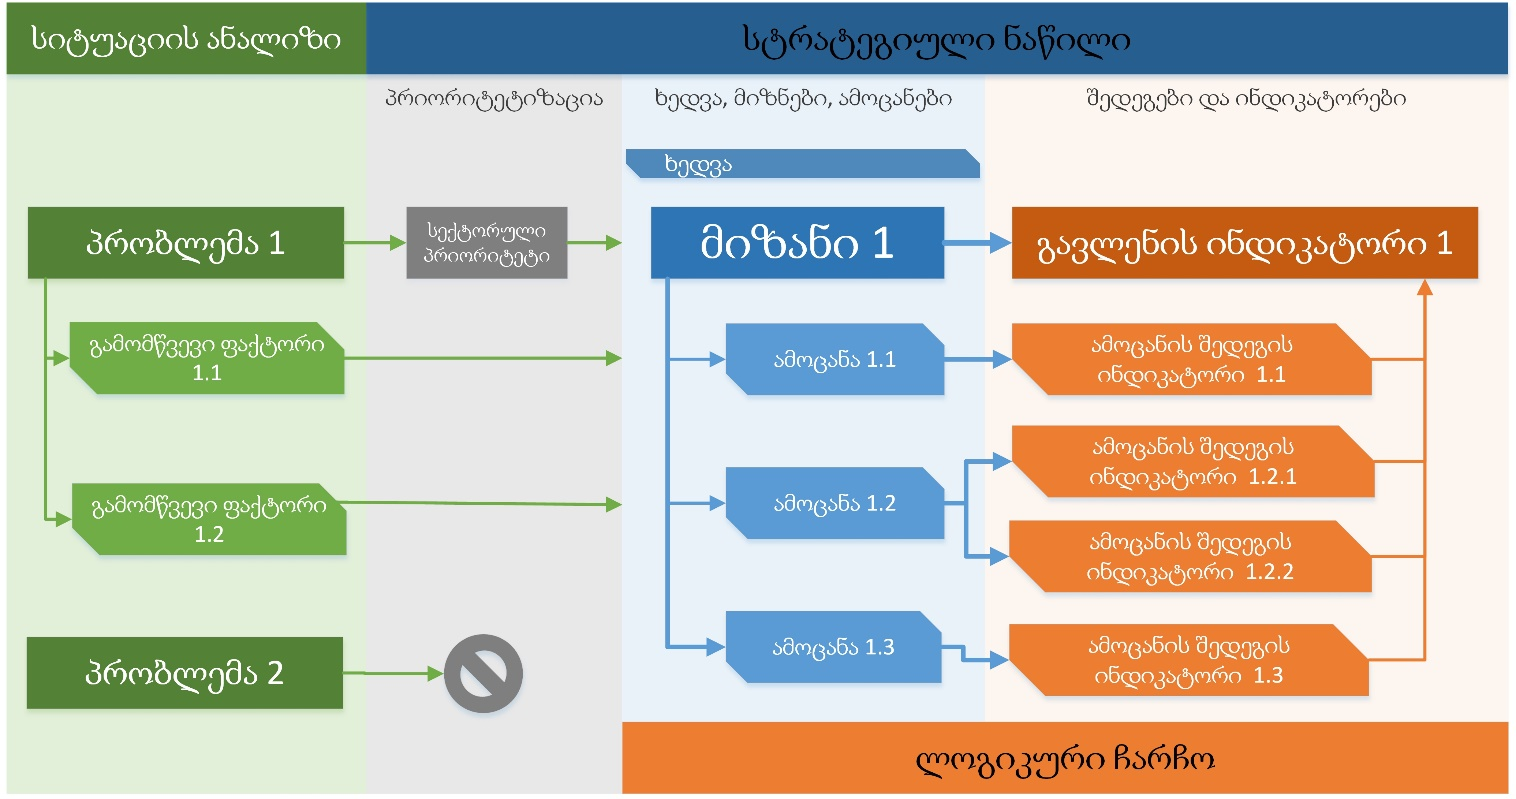 სიტუაციის ანალიზი
სტრატეგიული ნაწილი
პრიორიტეტიზაცია
ხედვა, მიზნები, ამოცანები
შედეგები და ინდიკატორები
ხედვა
პრობლემა 1
სექტორული
პრიორიტეტი
მიზანი 1
გავლენის ინდიკატორი 1
გამომწვევი ფაქტორი
1.1
ამოცანა 1.1
ამოცანის შედეგის
ინდიკატორი 1.1
გამომწვევი ფაქტორი
1.2
ამოცანა 1.2
ამოცანის შედეგის
ინდიკატორი 1.2.1
ამოცანის შედეგის
ინდიკატორი 1.2.2
პრობლემა 2
ამოცანა 1.3
ამოცანის შედეგის
ინდიკატორი 1.3
ლოგიკური ჩარჩო